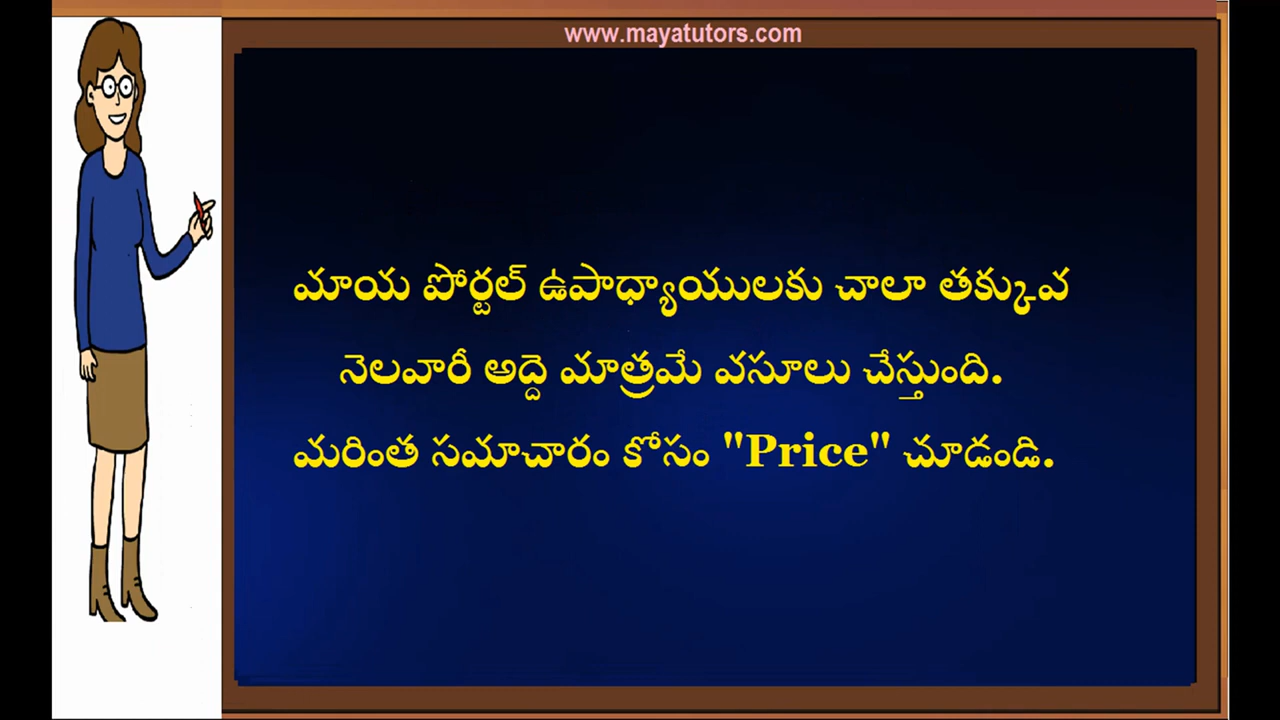 www.mayatutors.com
మాయ పోర్టల్ ఉపాధ్యాయులకు చాలా తక్కువ
నెలవారీ అద్దె మాత్రమే వసూలు చేస్తుంది.
మరింత సమాచారం కోసం "Price" చూడండి.